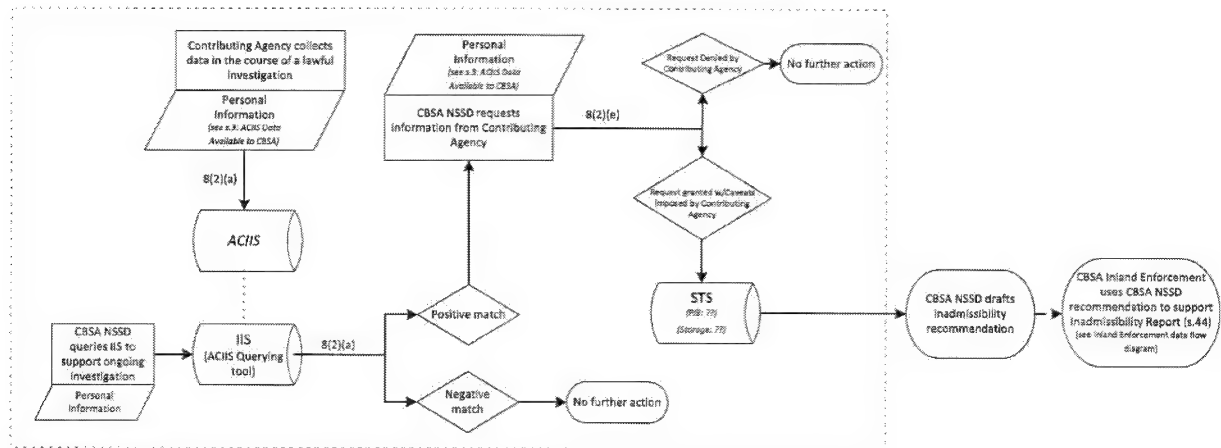 Contributing Agency collects
data in the course of a lawful
investigation
Personal
Information
(see s.3: ACIIS Data
Available to CBSA)
8(2)(a)
ACIIS
CBSA NSSD
queries IIS to
support ongoing
investigation
Personal
Information
IIS
(ACIIS Querying
tool)
8(2)(a)
Positive match
Negative
match
No further action
Personal
Information
(see s.3: ACIIS Data
Available to CBSA)
CBSA NSSD requests
information from Contributing
Agency
8(2)(e)
Request Denied by
Contributing Agency
No further action
Request granted w/Caveats
Imposed by Contributing
Agency
STS
(PIB: ??)
(Storage: ??)
CBSA NSSD drafts
inadmissibility
recommendation
CBSA Inland Enforcement
uses CBSA NSSD
recommendation to support
Inadmissibility Report (s.44)
(see Inland Enforcement data flow
diagram)